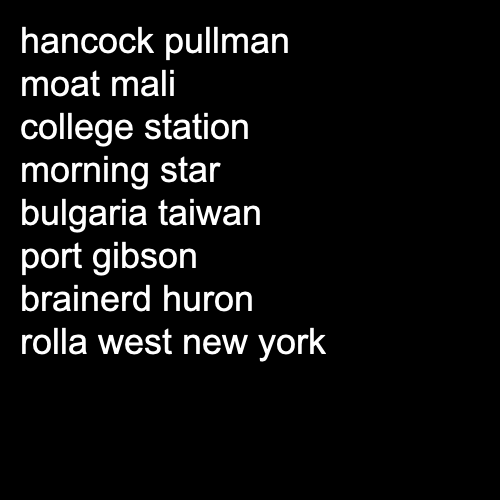 hancock pullman
moat mali
college station
morning star
bulgaria taiwan
port gibson
brainerd huron
rolla west new york